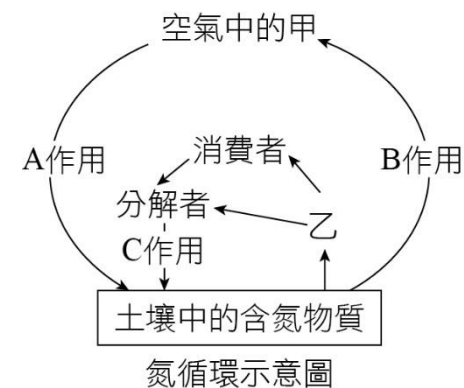 空氣中的甲
A作用
消費者
B作用
分解者
乙
C作用
土壤中的含氮物質
氮循環示意圖